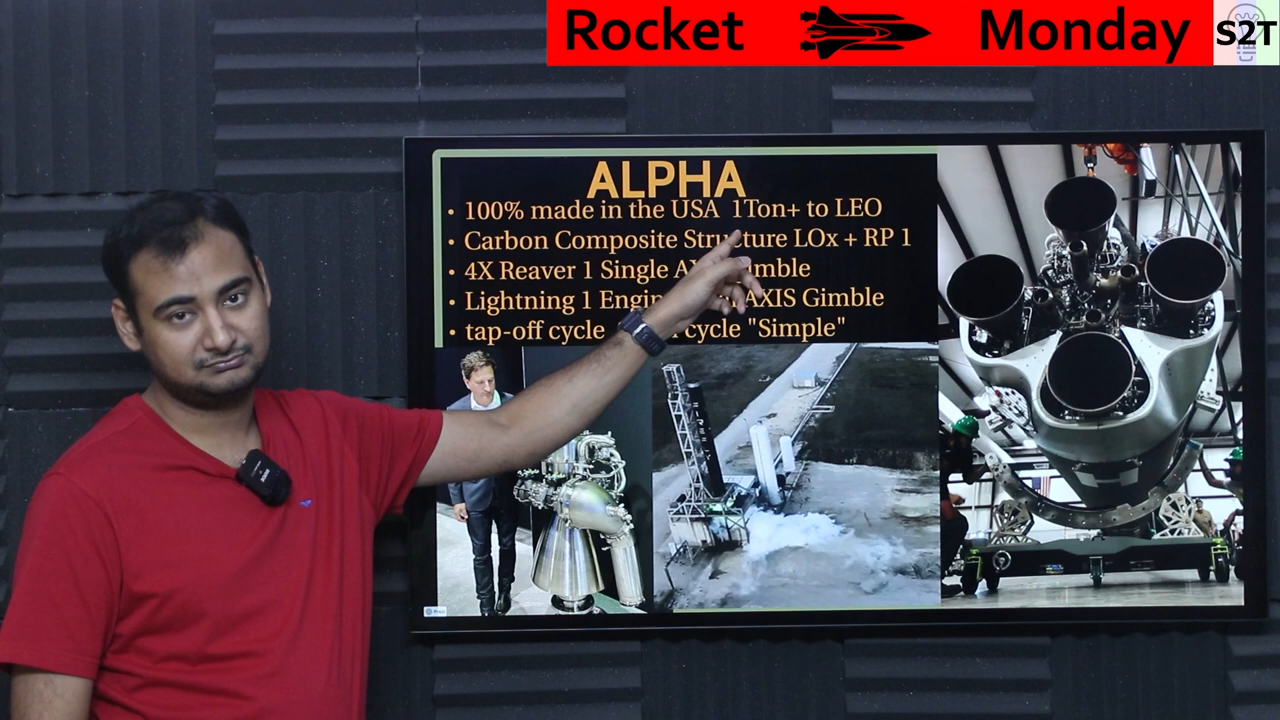 Rocket Monday S2T
ALPHA
• 100% made in the USA 1Ton+ to LEO
• Carbon Composite Structure LOx + RP 1
• 4X Reaver 1 Single
• Lightning 1 AXIS Gimble
• tap-off cycle cycle "Simple"